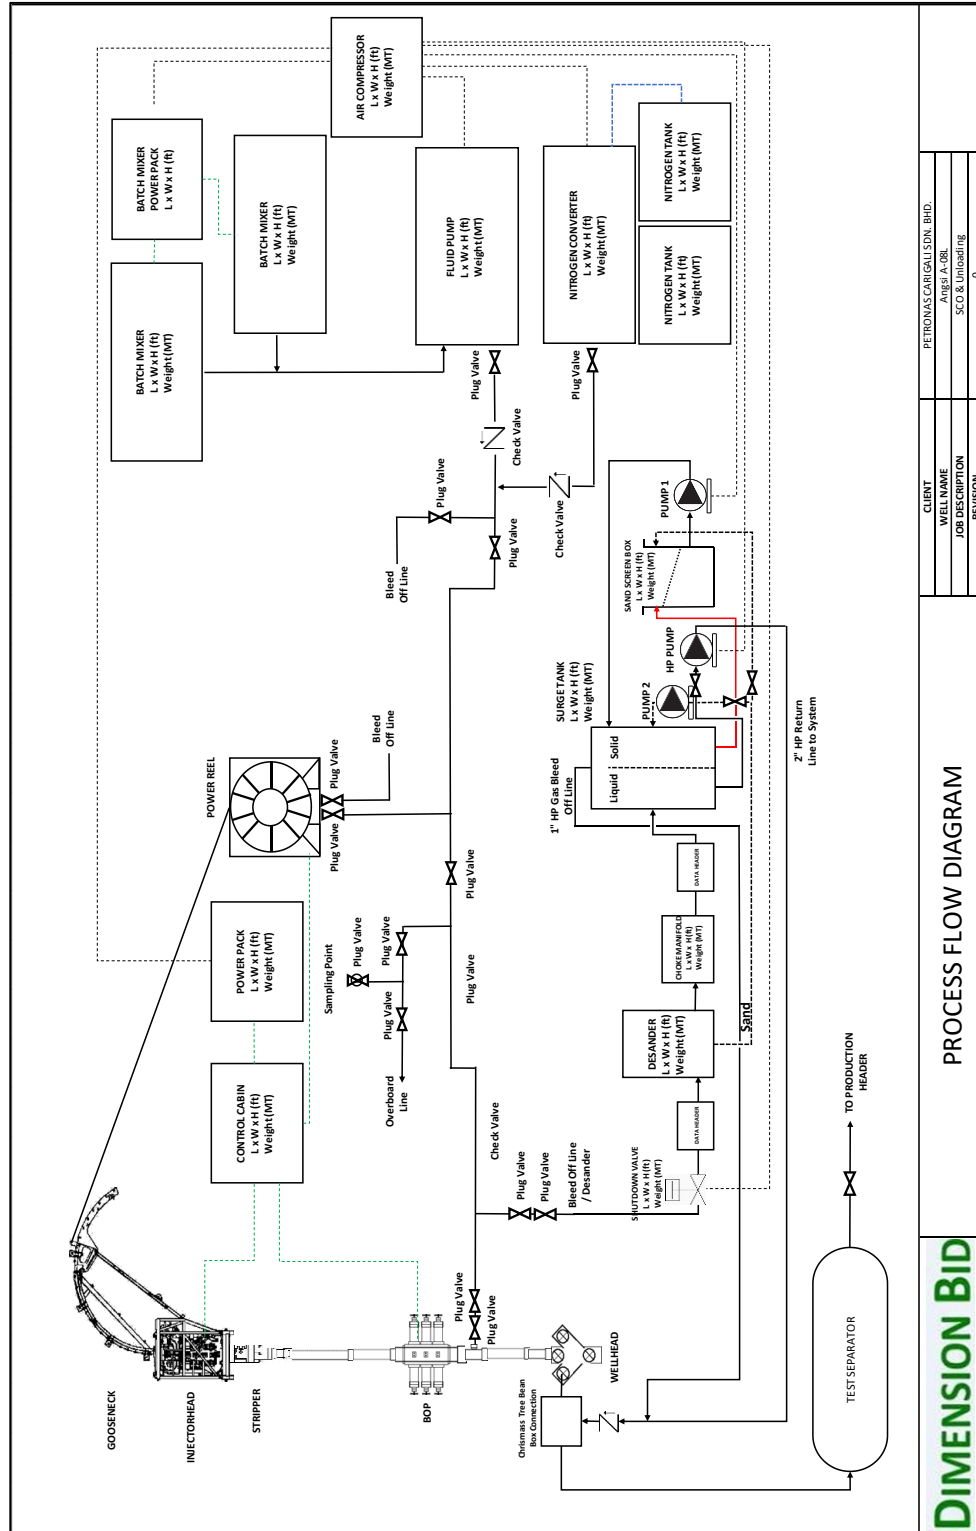 GOOSENECK
INJECTORHEAD
STRIPPER
BOP
POWER REEL
CONTROL CABIN
L x W x H (ft)
Weight (MT)
POWER PACK
L x W x H (ft)
Weight (MT)
BATCH MIXER
POWER PACK
L x W x H (ft)
BATCH MIXER
L x W x H (ft)
Weight (MT)
BATCH MIXER
L x W x H (ft)
Weight (MT)
AIR COMPRESSOR
L x W x H (ft)
Weight (MT)
FLUID PUMP
L x W x H (ft)
Weight (MT)
NITROGEN CONVERTER
L x W x H (ft)
Weight (MT)
NITROGEN TANK
L x W x H (ft)
Weight (MT)
NITROGEN TANK
L x W x H (ft)
Weight (MT)
Plug Valve
Plug Valve
Check Valve
Check Valve
Plug Valve
Plug Valve
Bleed
Off Line
Bleed
Off Line
Plug Valve
Plug Valve
Plug Valve
Plug Valve
Sampling Point
Plug Valve
Plug Valve
Plug Valve
Overboard
Line
Check Valve
Plug Valve
Plug Valve
Bleed Off Line
/ Desander
Plug Valve
Plug Valve
WELLHEAD
Chrismass Tree Bean
Box Connection
SHUTDOWN VALVE
L x W x H (ft)
Weight (MT)
DATA HEADER
DESANDER
L x W x H (ft)
Weight (MT)
Sand
CHOKE MANIFOLD
L x W x H (ft)
Weight (MT)
DATA HEADER
1" HP Gas Bleed
Off Line
SURGE TANK
L x W x H (ft)
Weight (MT)
Liquid
Solid
PUMP 2
HP PUMP
SAND SCREEN BOX
L x W x H (ft)
Weight (MT)
PUMP 1
2" HP Return
Line to System
TEST SEPARATOR
TO PRODUCTION
HEADER
DIMENSION BID
PROCESS FLOW DIAGRAM
CLIENT PETRONAS CARIGALI SDN. BHD.
WELL NAME Angsi A-08L
JOB DESCRIPTION SCO & Unloading
REVISION 0